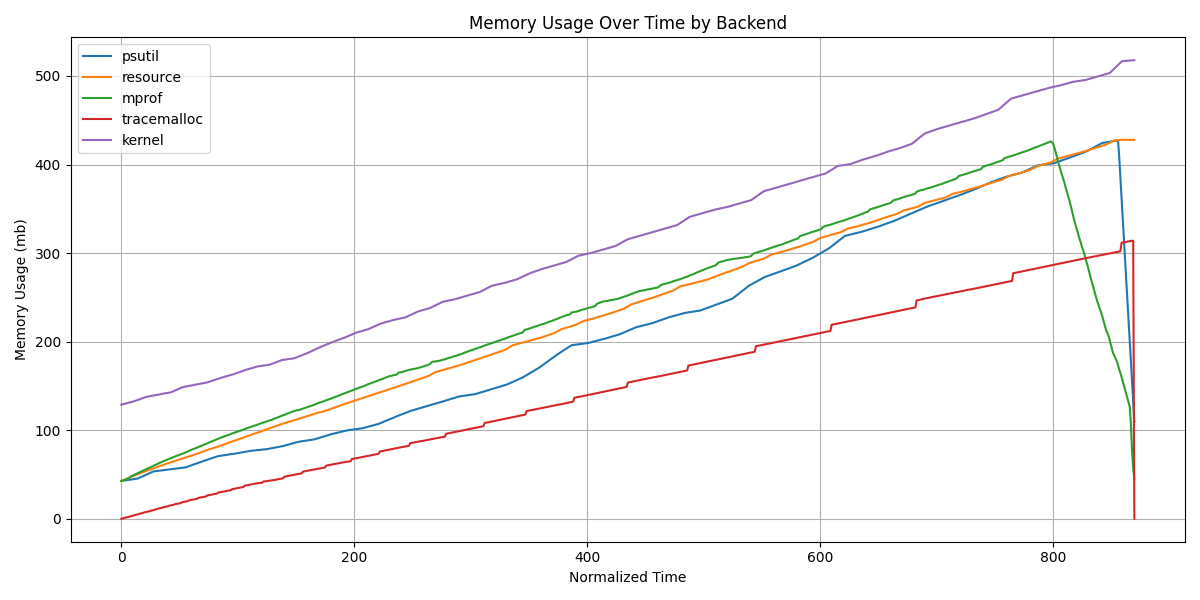 Memory Usage Over Time by Backend
psutil
resource
mprof
tracemalloc
kernel
Memory Usage (mb)
500
400
300
200
100
0
0 200 400 600 800
Normalized Time